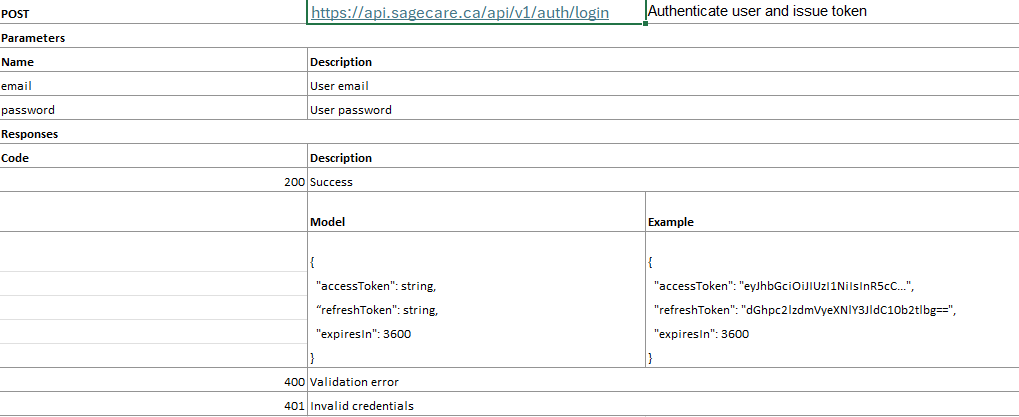 POST https://api.sagecare.ca/api/v1/auth/login Authenticate user and issue token
Parameters
Name Description
email User email
password User password
Responses
Code Description
200 Success
Model Example
{ {
"accessToken": string, "accessToken": "eyJhbGciOiJIUzI1NiIsInR5cC...",
“refreshToken": string, "refreshToken": "dGhpc2lzdmVyeXNlY3JldC10b2tlbg==",
"expiresIn": 3600 "expiresIn": 3600
} }
400 Validation error
401 Invalid credentials